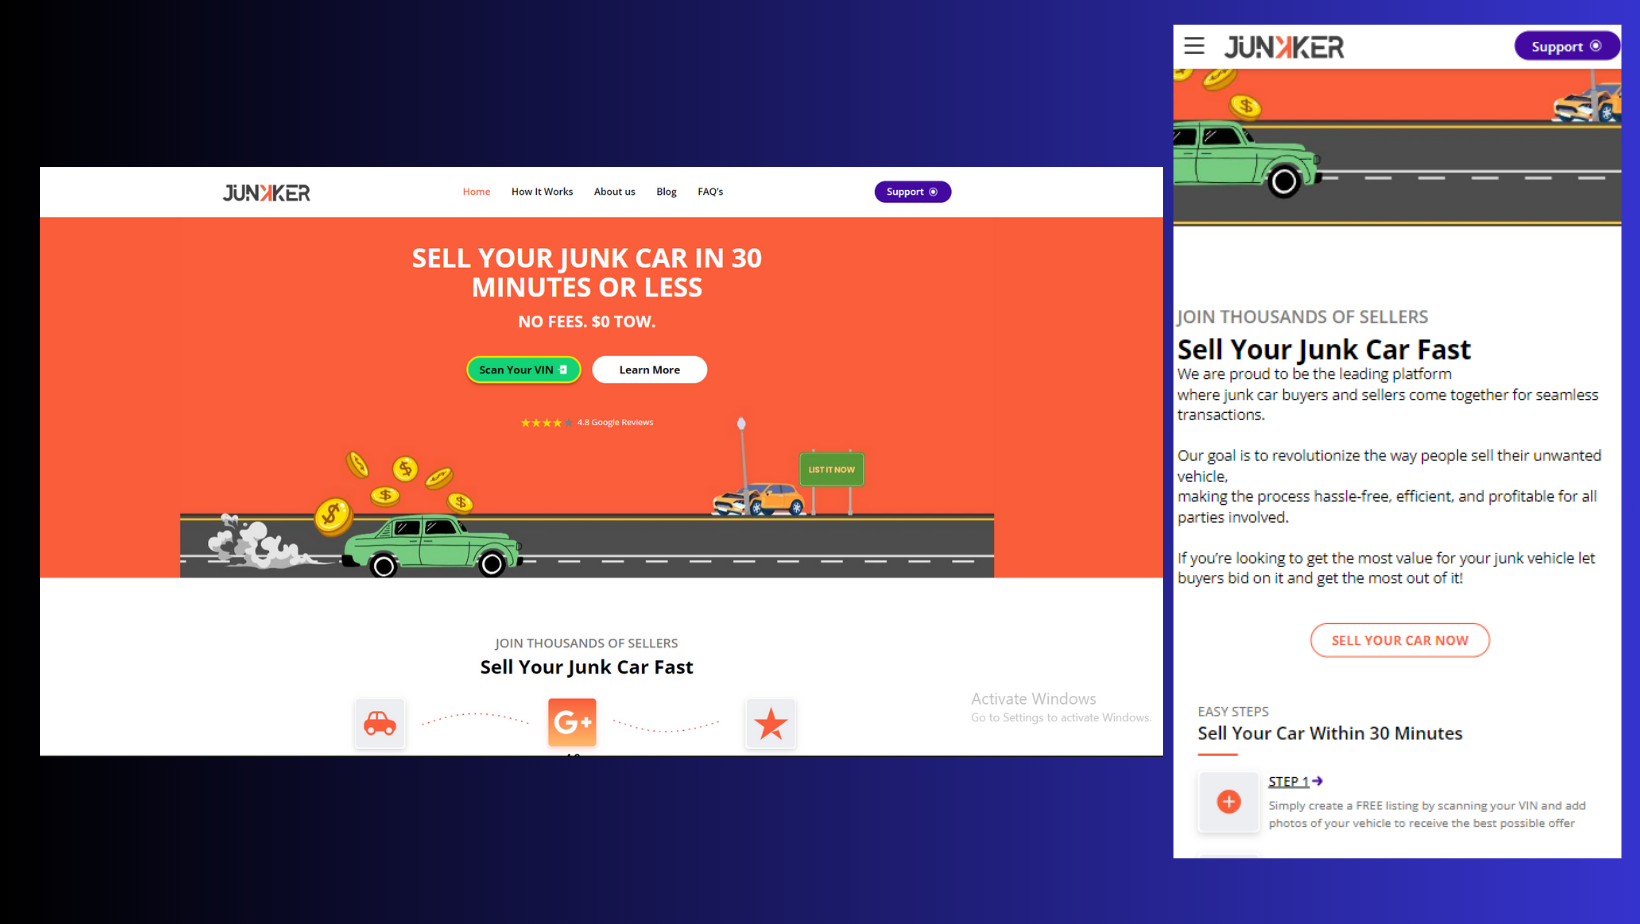 JUNKKER
Home How It Works About us Blog FAQ's
Support
SELL YOUR JUNK CAR IN 30
MINUTES OR LESS
NO FEES. $0 TOW.
Scan Your VIN
Learn More
4.8 Google Reviews
LIST IT NOW
JOIN THOUSANDS OF SELLERS
Sell Your Junk Car Fast
G+
Activate Windows
Go to Settings to activate Windows.
JUNKKER
Support
JOIN THOUSANDS OF SELLERS
Sell Your Junk Car Fast
We are proud to be the leading platform
where junk car buyers and sellers come together for seamless
transactions.
Our goal is to revolutionize the way people sell their unwanted
vehicle,
making the process hassle-free, efficient, and profitable for all
parties involved.
If you’re looking to get the most value for your junk vehicle let
buyers bid on it and get the most out of it!
SELL YOUR CAR NOW
EASY STEPS
Sell Your Car Within 30 Minutes
STEP 1
Simply create a FREE listing by scanning your VIN and add
photos of your vehicle to receive the best possible offer